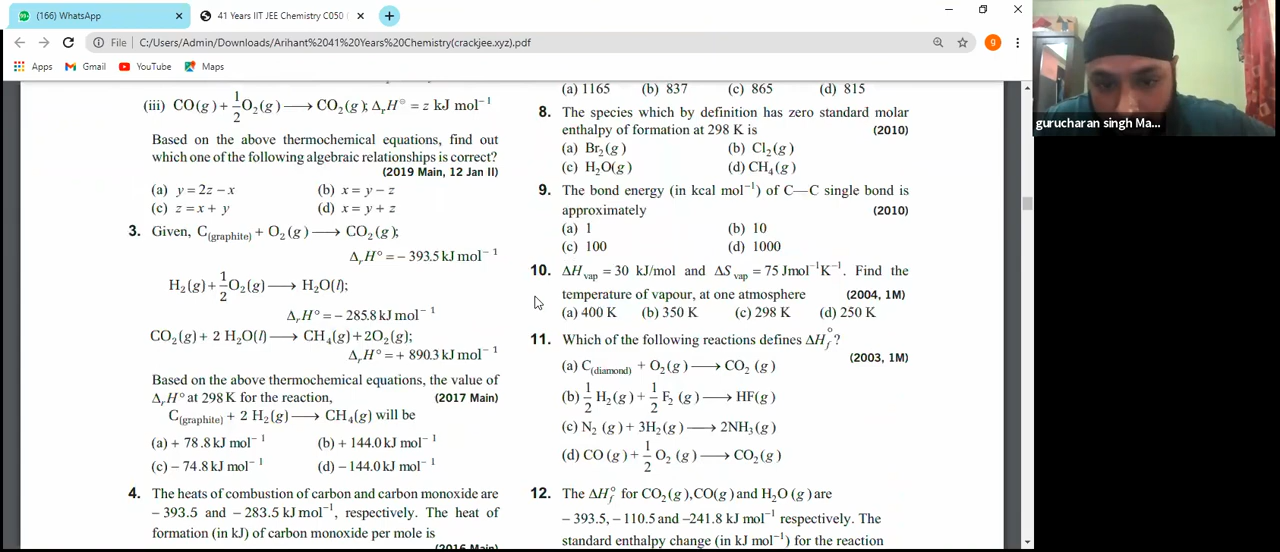 (166) WhatsApp
41 Years IIT JEE Chemistry C050
File C:/Users/Admin/Downloads/Arihant%2041%20Years%20Chemistry(crackjee.xyz).pdf
g
Apps Gmail YouTube Maps
(iii) CO(g) + 1/2 O₂(g) ⟶ CO₂(g); ΔᵣH° = z kJ mol⁻¹
Based on the above thermochemical equations, find out
which one of the following algebraic relationships is correct?
(2019 Main, 12 Jan II)
(a) y = 2z – x (b) x = y – z
(c) z = x + y (d) x = y + z
3. Given, C(graphite) + O₂(g) ⟶ CO₂(g);
ΔᵣH° = – 393.5 kJ mol⁻¹
H₂(g) + 1/2 O₂(g) ⟶ H₂O(l);
ΔᵣH° = – 285.8 kJ mol⁻¹
CO₂(g) + 2 H₂O(l) ⟶ CH₄(g) + 2O₂(g);
ΔᵣH° = + 890.3 kJ mol⁻¹
Based on the above thermochemical equations, the value of
ΔᵣH° at 298 K for the reaction, (2017 Main)
C(graphite) + 2 H₂(g) ⟶ CH₄(g) will be
(a) + 78.8 kJ mol⁻¹ (b) + 144.0 kJ mol⁻¹
(c) – 74.8 kJ mol⁻¹ (d) – 144.0 kJ mol⁻¹
4. The heats of combustion of carbon and carbon monoxide are
– 393.5 and – 283.5 kJ mol⁻¹, respectively. The heat of
formation (in kJ) of carbon monoxide per mole is
(2016 Main)
(a) 1165 (b) 837 (c) 865 (d) 815
8. The species which by definition has zero standard molar
enthalpy of formation at 298 K is (2010)
(a) Br₂(g) (b) Cl₂(g)
(c) H₂O(g) (d) CH₄(g)
9. The bond energy (in kcal mol⁻¹) of C—C single bond is
approximately (2010)
(a) 1 (b) 10
(c) 100 (d) 1000
10. ΔH vap = 30 kJ/mol and ΔS vap = 75 Jmol⁻¹K⁻¹. Find the
temperature of vapour, at one atmosphere (2004, 1M)
(a) 400 K (b) 350 K (c) 298 K (d) 250 K
11. Which of the following reactions defines ΔH°f?
(2003, 1M)
(a) C(diamond) + O₂(g) ⟶ CO₂ (g)
(b) 1/2 H₂(g) + 1/2 F₂ (g) ⟶ HF(g)
(c) N₂ (g) + 3H₂(g) ⟶ 2NH₃(g)
(d) CO (g) + 1/2 O₂ (g) ⟶ CO₂(g)
12. The ΔH°f for CO₂(g), CO(g) and H₂O (g) are
– 393.5, – 110.5 and –241.8 kJ mol⁻¹ respectively. The
standard enthalpy change (in kJ mol⁻¹) for the reaction
gurucharan singh Ma...